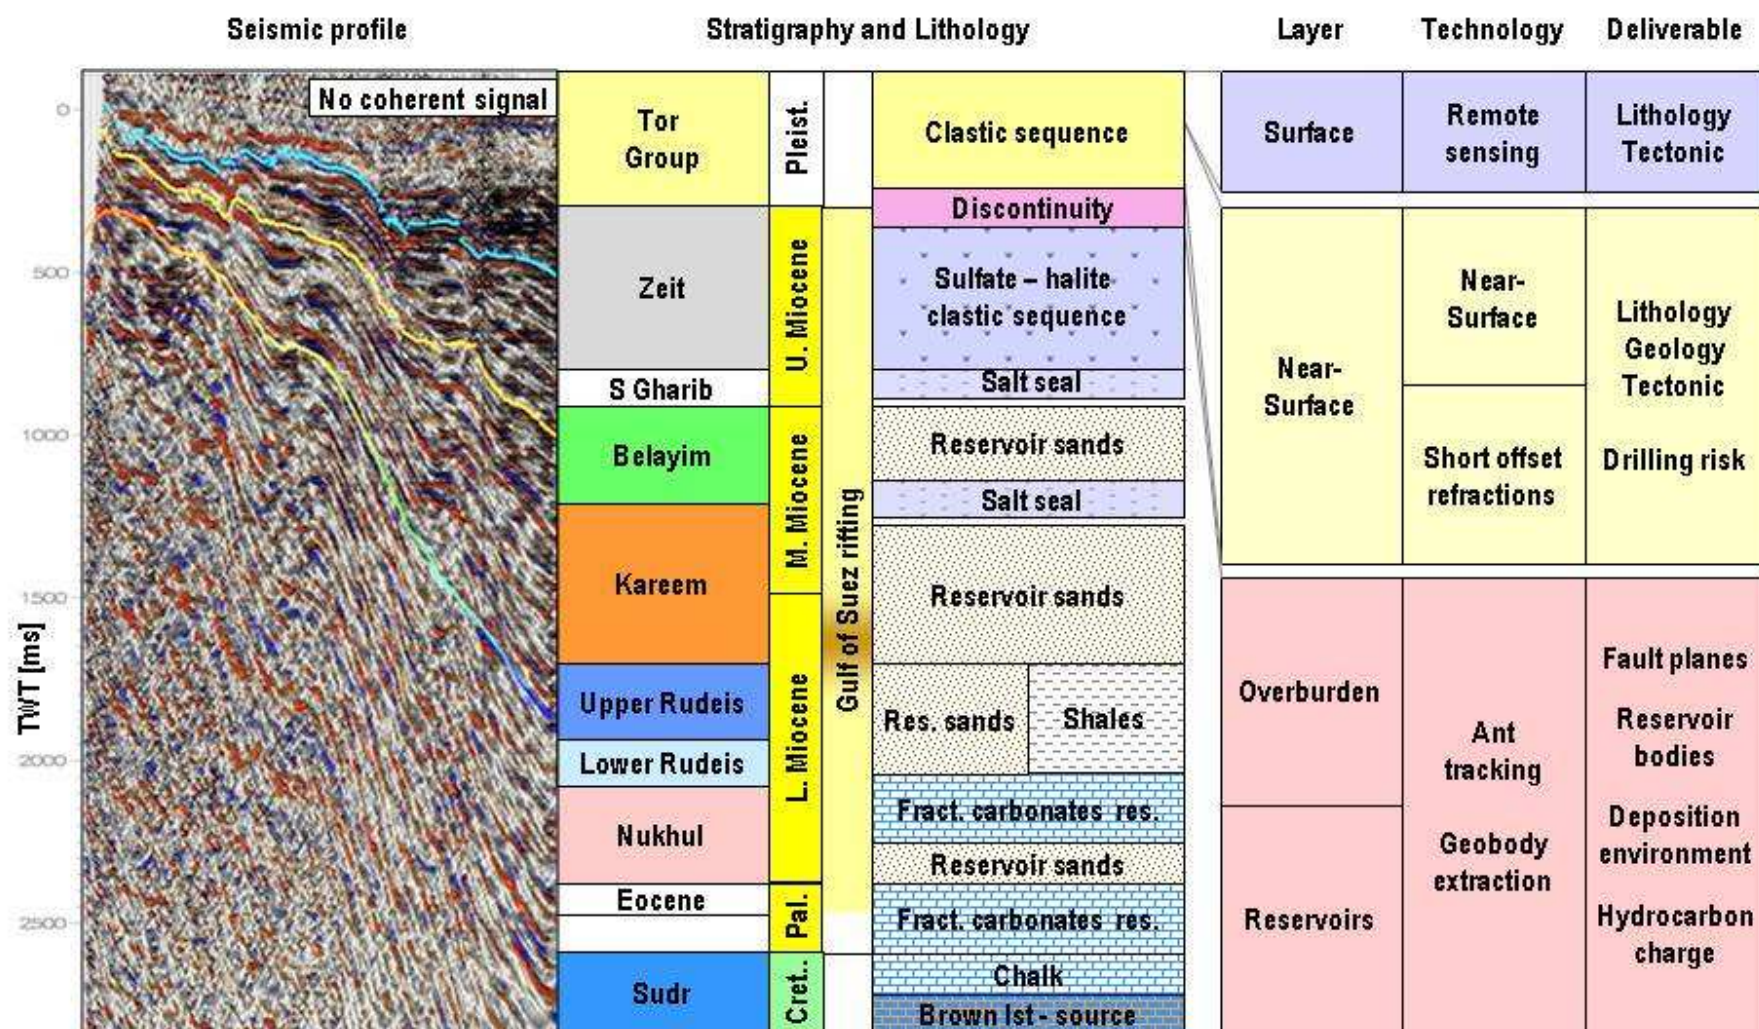 Seismic profile
Stratigraphy and Lithology
Layer
Technology
Deliverable
No coherent signal
0
500
1000
1500
2000
2500
TWT [ms]
Tor
Group
Zeit
S Gharib
Belayim
Kareem
Upper Rudeis
Lower Rudeis
Nukhul
Eocene
Sudr
Pleist.
U. Miocene
M. Miocene
L. Miocene
Pal.
Cret..
Gulf of Suez rifting
Clastic sequence
Discontinuity
Sulfate – halite
clastic sequence
Salt seal
Reservoir sands
Salt seal
Reservoir sands
Res. sands
Shales
Fract. carbonates res.
Reservoir sands
Fract. carbonates res.
Chalk
Brown lst - source
Surface
Remote
sensing
Lithology
Tectonic
Near-
Surface
Near-
Surface
Short offset
refractions
Lithology
Geology
Tectonic
Drilling risk
Overburden
Reservoirs
Ant
tracking
Geobody
extraction
Fault planes
Reservoir
bodies
Deposition
environment
Hydrocarbon
charge